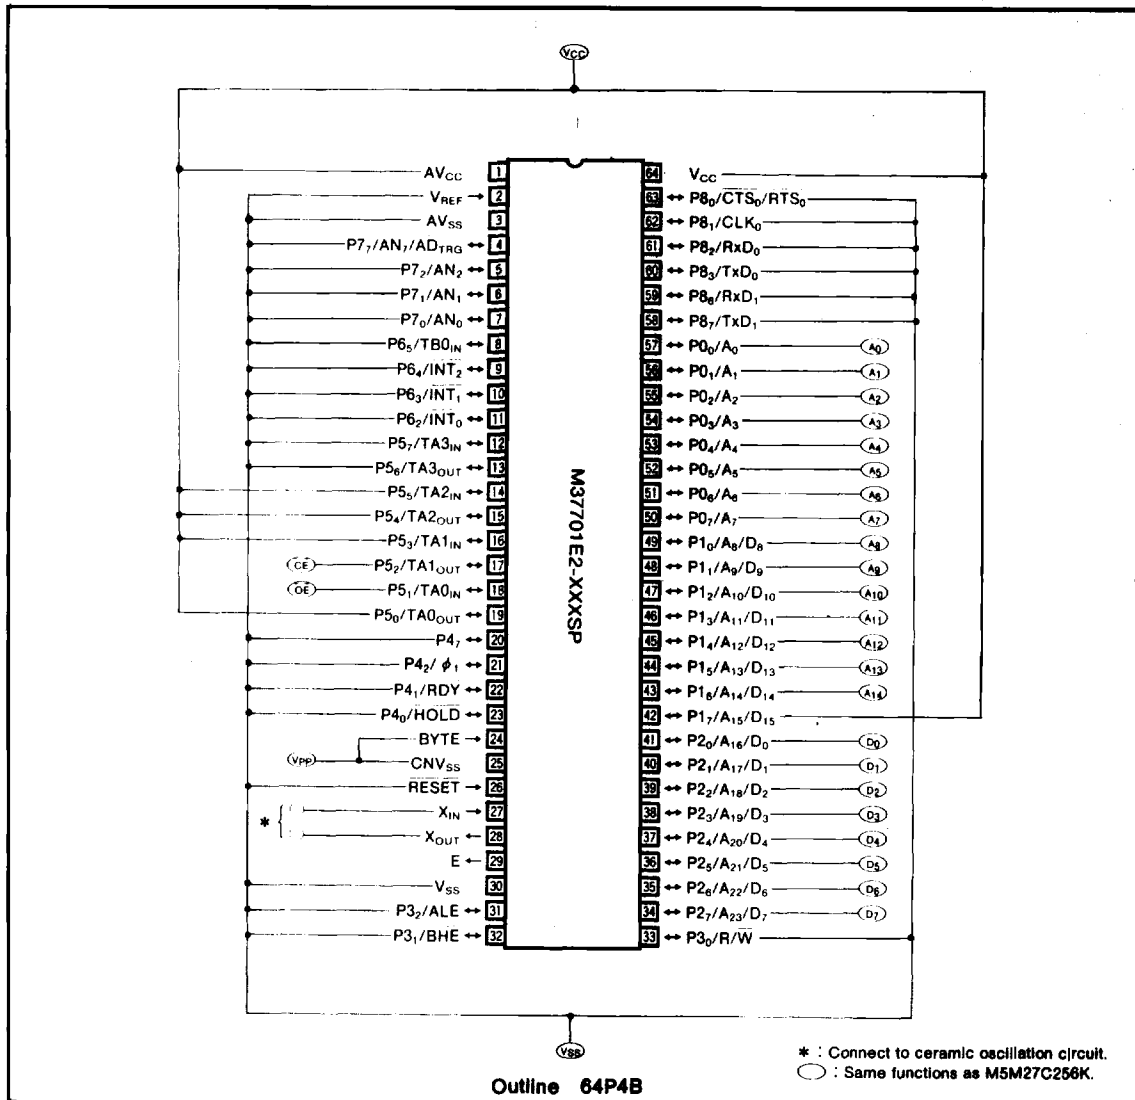 VCC
AVCC 1
VREF 2
AVSS 3
P77/AN7/ADTRG 4
P72/AN2 5
P71/AN1 6
P70/AN0 7
P65/TB0IN 8
P64/INT2 9
P63/INT1 10
P62/INT0 11
P57/TA3IN 12
P56/TA3OUT 13
P55/TA2IN 14
P54/TA2OUT 15
P53/TA1IN 16
CE P52/TA1OUT 17
OE P51/TA0IN 18
P50/TA0OUT 19
P47 20
P42/ϕ1 21
P41/RDY 22
P40/HOLD 23
BYTE 24
VPP CNVSS 25
RESET 26
* XIN 27
XOUT 28
E 29
VSS 30
P32/ALE 31
P31/BHE 32
M37701E2-XXXSP
64 VCC
63 P80/CTS0/RTS0
62 P81/CLK0
61 P82/RxD0
60 P83/TxD0
59 P86/RxD1
58 P87/TxD1
57 P00/A0 A0
56 P01/A1 A1
55 P02/A2 A2
54 P03/A3 A3
53 P04/A4 A4
52 P05/A5 A5
51 P06/A6 A6
50 P07/A7 A7
49 P10/A8/D8 A8
48 P11/A9/D9 A9
47 P12/A10/D10 A10
46 P13/A11/D11 A11
45 P14/A12/D12 A12
44 P15/A13/D13 A13
43 P16/A14/D14 A14
42 P17/A15/D15
41 P20/A16/D0 D0
40 P21/A17/D1 D1
39 P22/A18/D2 D2
38 P23/A19/D3 D3
37 P24/A20/D4 D4
36 P25/A21/D5 D5
35 P26/A22/D6 D6
34 P27/A23/D7 D7
33 P30/R/W
VSS
* : Connect to ceramic oscillation circuit.
: Same functions as M5M27C256K.
Outline 64P4B